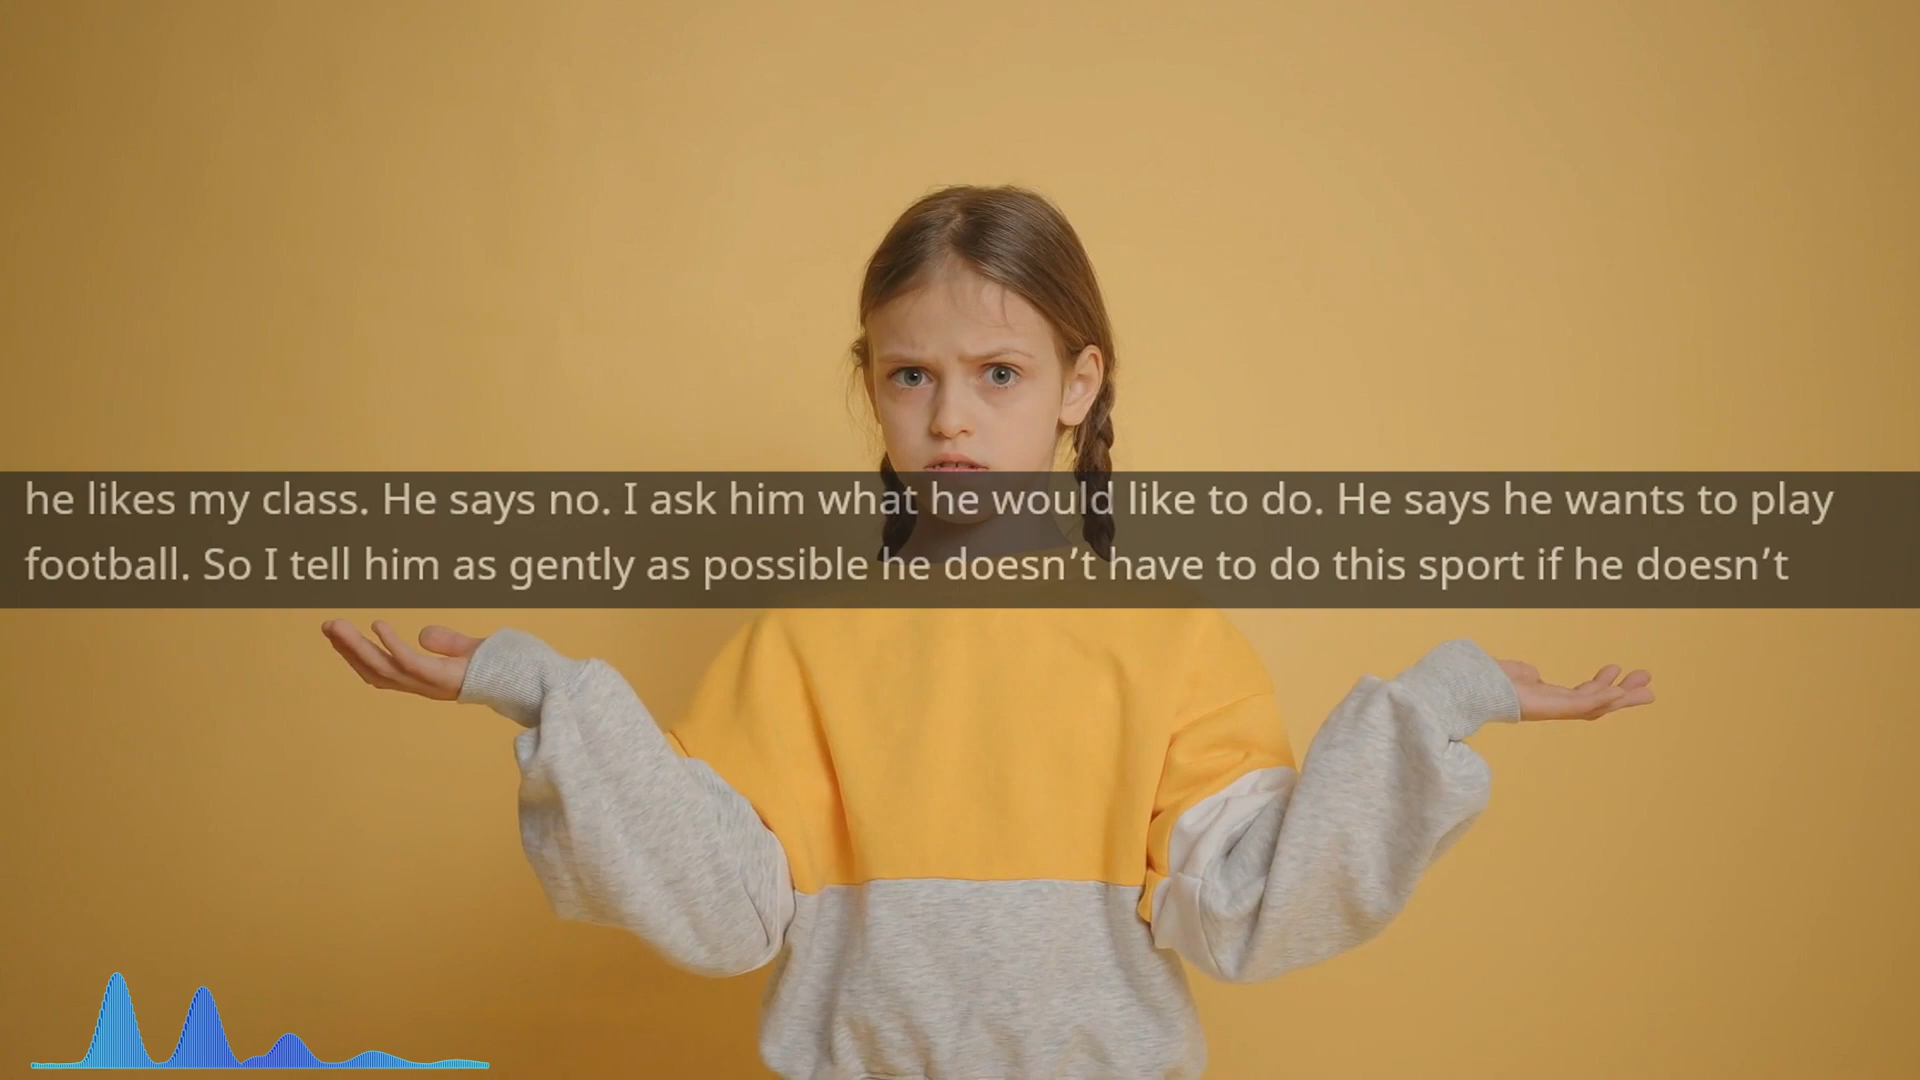 he likes my class. He says no. I ask him what he would like to do. He says he wants to play
football. So I tell him as gently as possible he doesn’t have to do this sport if he doesn’t